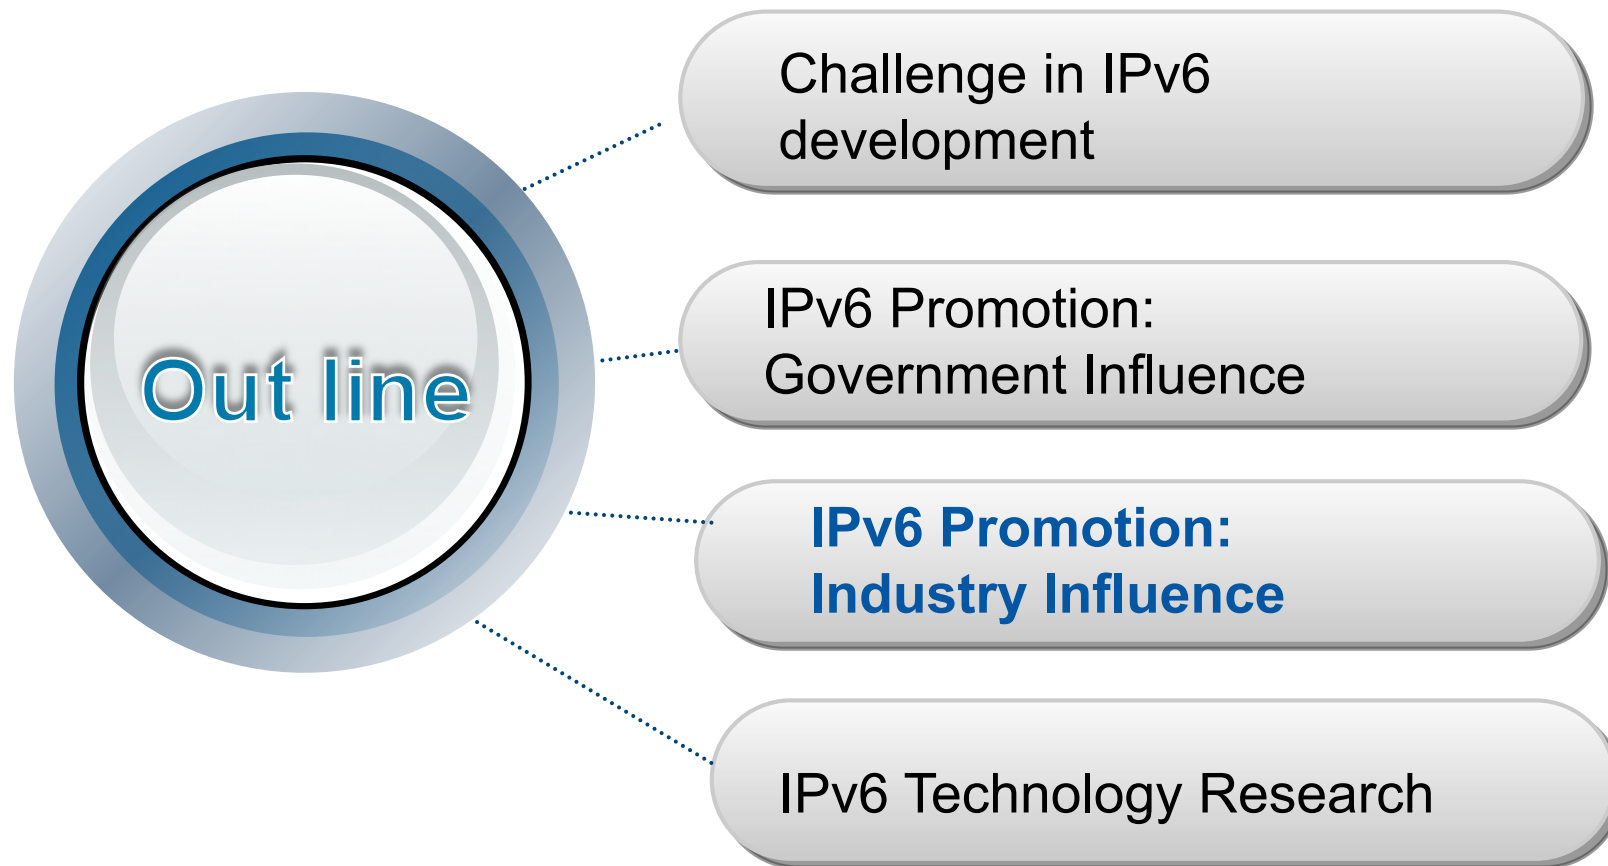 Out line
Challenge in IPv6
development
IPv6 Promotion:
Government Influence
IPv6 Promotion:
Industry Influence
IPv6 Technology Research